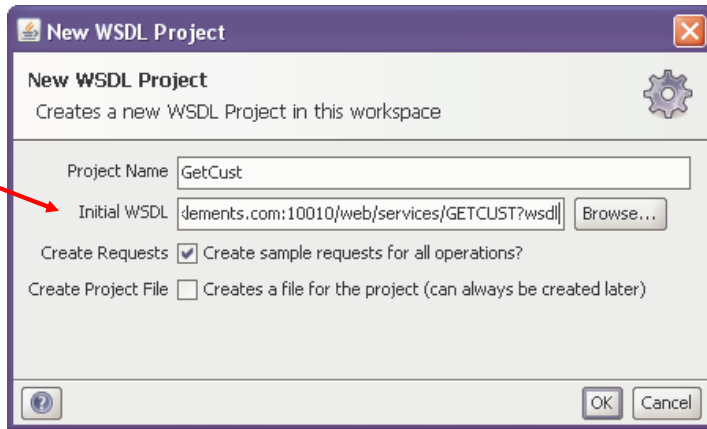 New WSDL Project
New WSDL Project
Creates a new WSDL Project in this workspace
Project Name GetCust
Initial WSDL dements.com:10010/web/services/GETCUST?wsdl Browse...
Create Requests Create sample requests for all operations?
Create Project File Creates a file for the project (can always be created later)
? OK Cancel